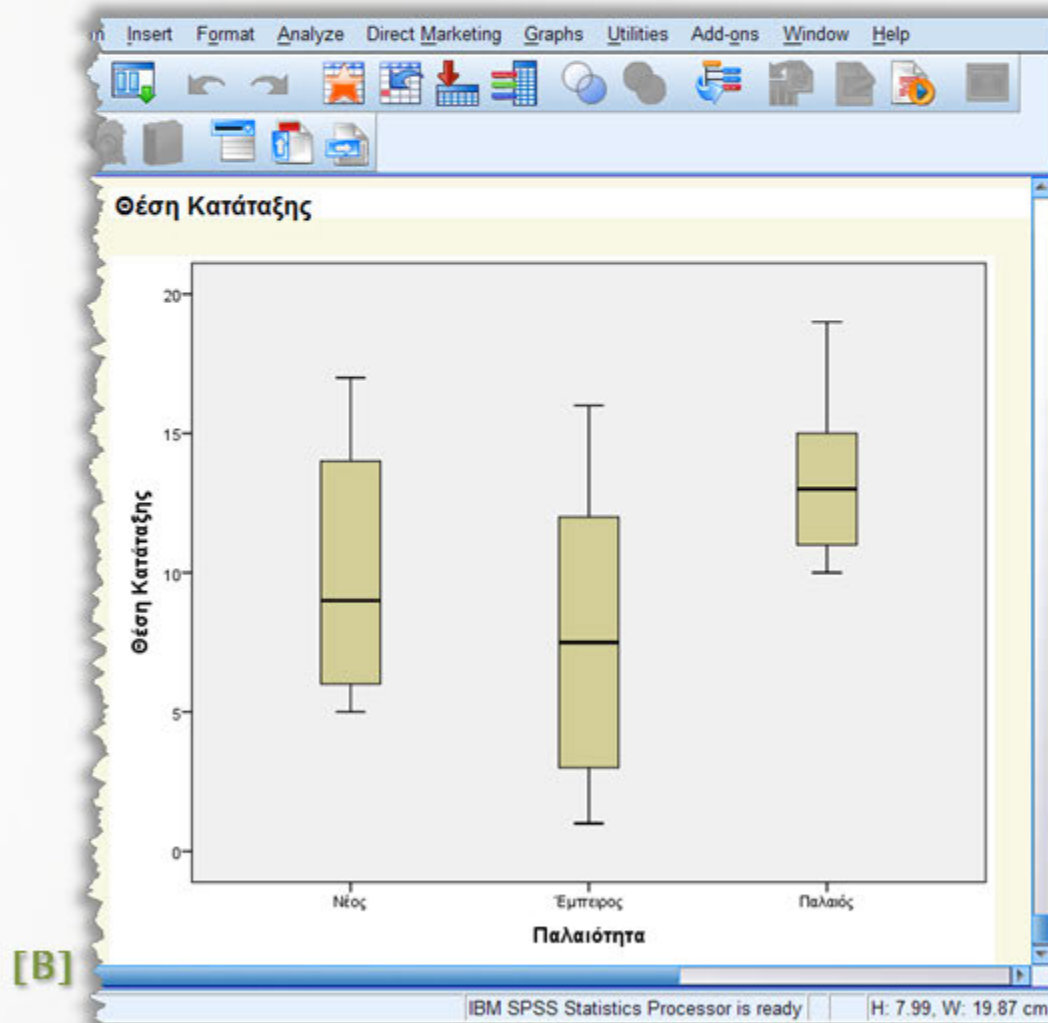 Insert Format Analyze Direct Marketing Graphs Utilities Add-ons Window Help
Θέση Κατάταξης
20
15
10
5
0
Θέση Κατάταξης
Νέος Έμπειρος Παλαιός
Παλαιότητα
[B]
IBM SPSS Statistics Processor is ready H: 7.99, W: 19.87 cm